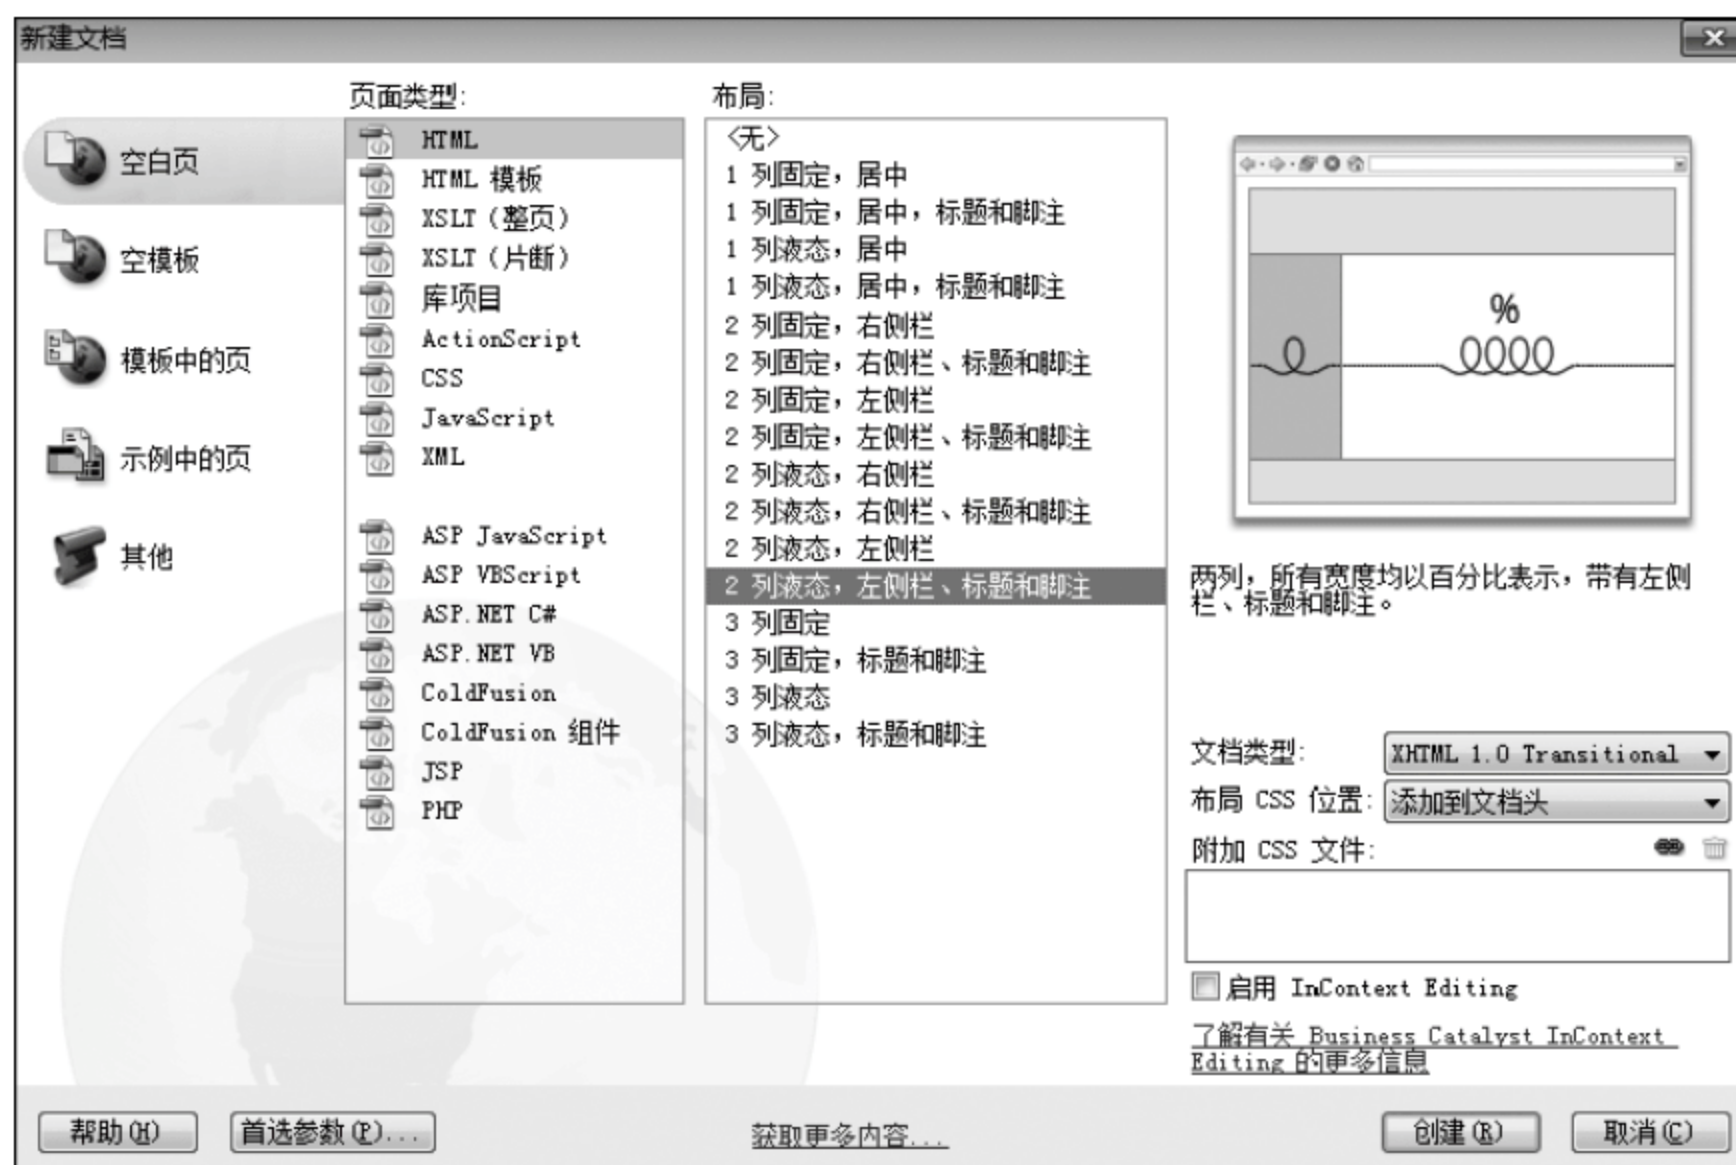 新建文档
空白页
空模板
模板中的页
示例中的页
其他
页面类型:
HTML
HTML 模板
XSLT (整页)
XSLT (片断)
库项目
ActionScript
CSS
JavaScript
XML
ASP JavaScript
ASP VBScript
ASP.NET C#
ASP.NET VB
ColdFusion
ColdFusion 组件
JSP
PHP
布局:
<无>
1 列固定，居中
1 列固定，居中，标题和脚注
1 列液态，居中
1 列液态，居中，标题和脚注
2 列固定，右侧栏
2 列固定，右侧栏、标题和脚注
2 列固定，左侧栏
2 列固定，左侧栏、标题和脚注
2 列液态，右侧栏
2 列液态，右侧栏、标题和脚注
2 列液态，左侧栏
2 列液态，左侧栏、标题和脚注
3 列固定
3 列固定，标题和脚注
3 列液态
3 列液态，标题和脚注
%
两列，所有宽度均以百分比表示，带有左侧
栏、标题和脚注。
文档类型: XHTML 1.0 Transitional
布局 CSS 位置: 添加到文档头
附加 CSS 文件:
启用 InContext Editing
了解有关 Business Catalyst InContext
Editing 的更多信息
帮助(H) 首选参数(P)... 获取更多内容... 创建(R) 取消(C)